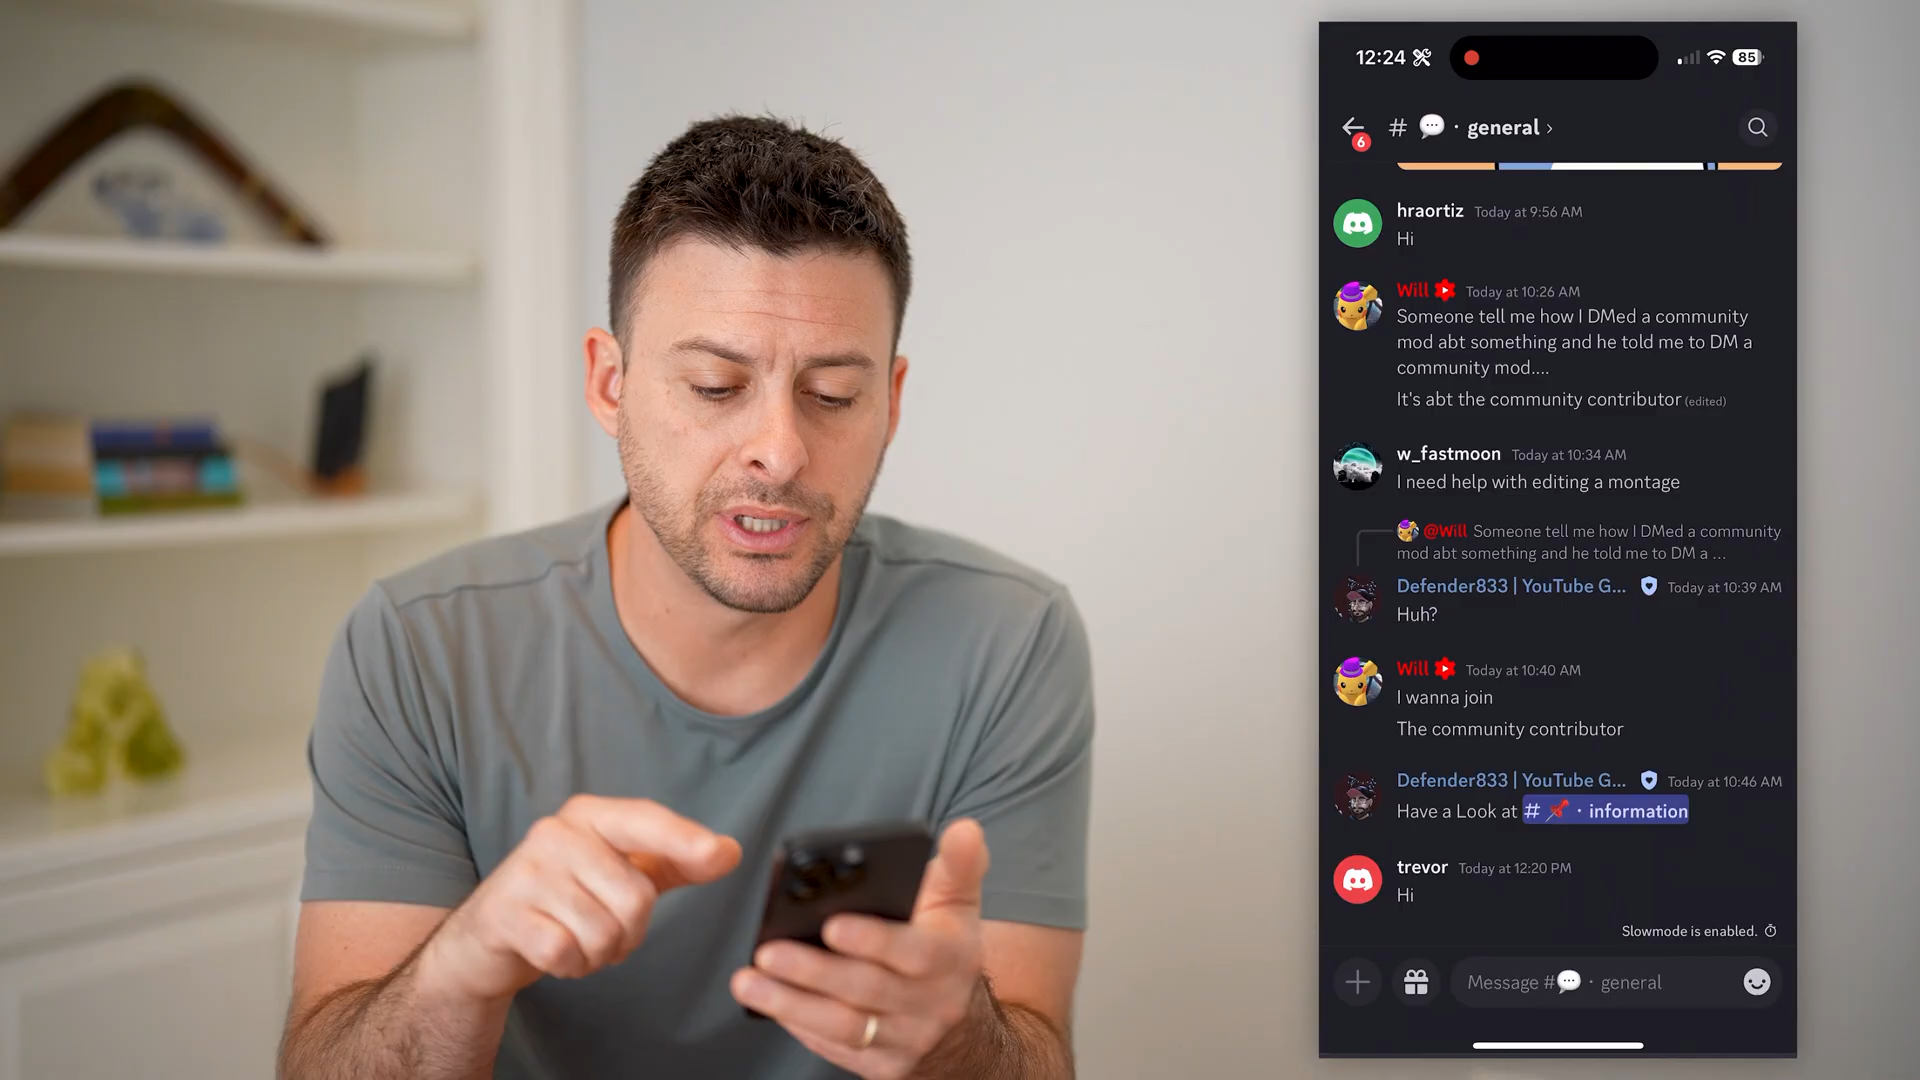 12:24
85
6
# 💬 · general ›
hraortiz Today at 9:56 AM
Hi
Will Today at 10:26 AM
Someone tell me how I DMed a community
mod abt something and he told me to DM a
community mod....
It's abt the community contributor (edited)
w_fastmoon Today at 10:34 AM
I need help with editing a montage
@Will Someone tell me how I DMed a community
mod abt something and he told me to DM a ...
Defender833 | YouTube G... Today at 10:39 AM
Huh?
Will Today at 10:40 AM
I wanna join
The community contributor
Defender833 | YouTube G... Today at 10:46 AM
Have a Look at # 📌 · information
trevor Today at 12:20 PM
Hi
Slowmode is enabled.
Message #💬 · general